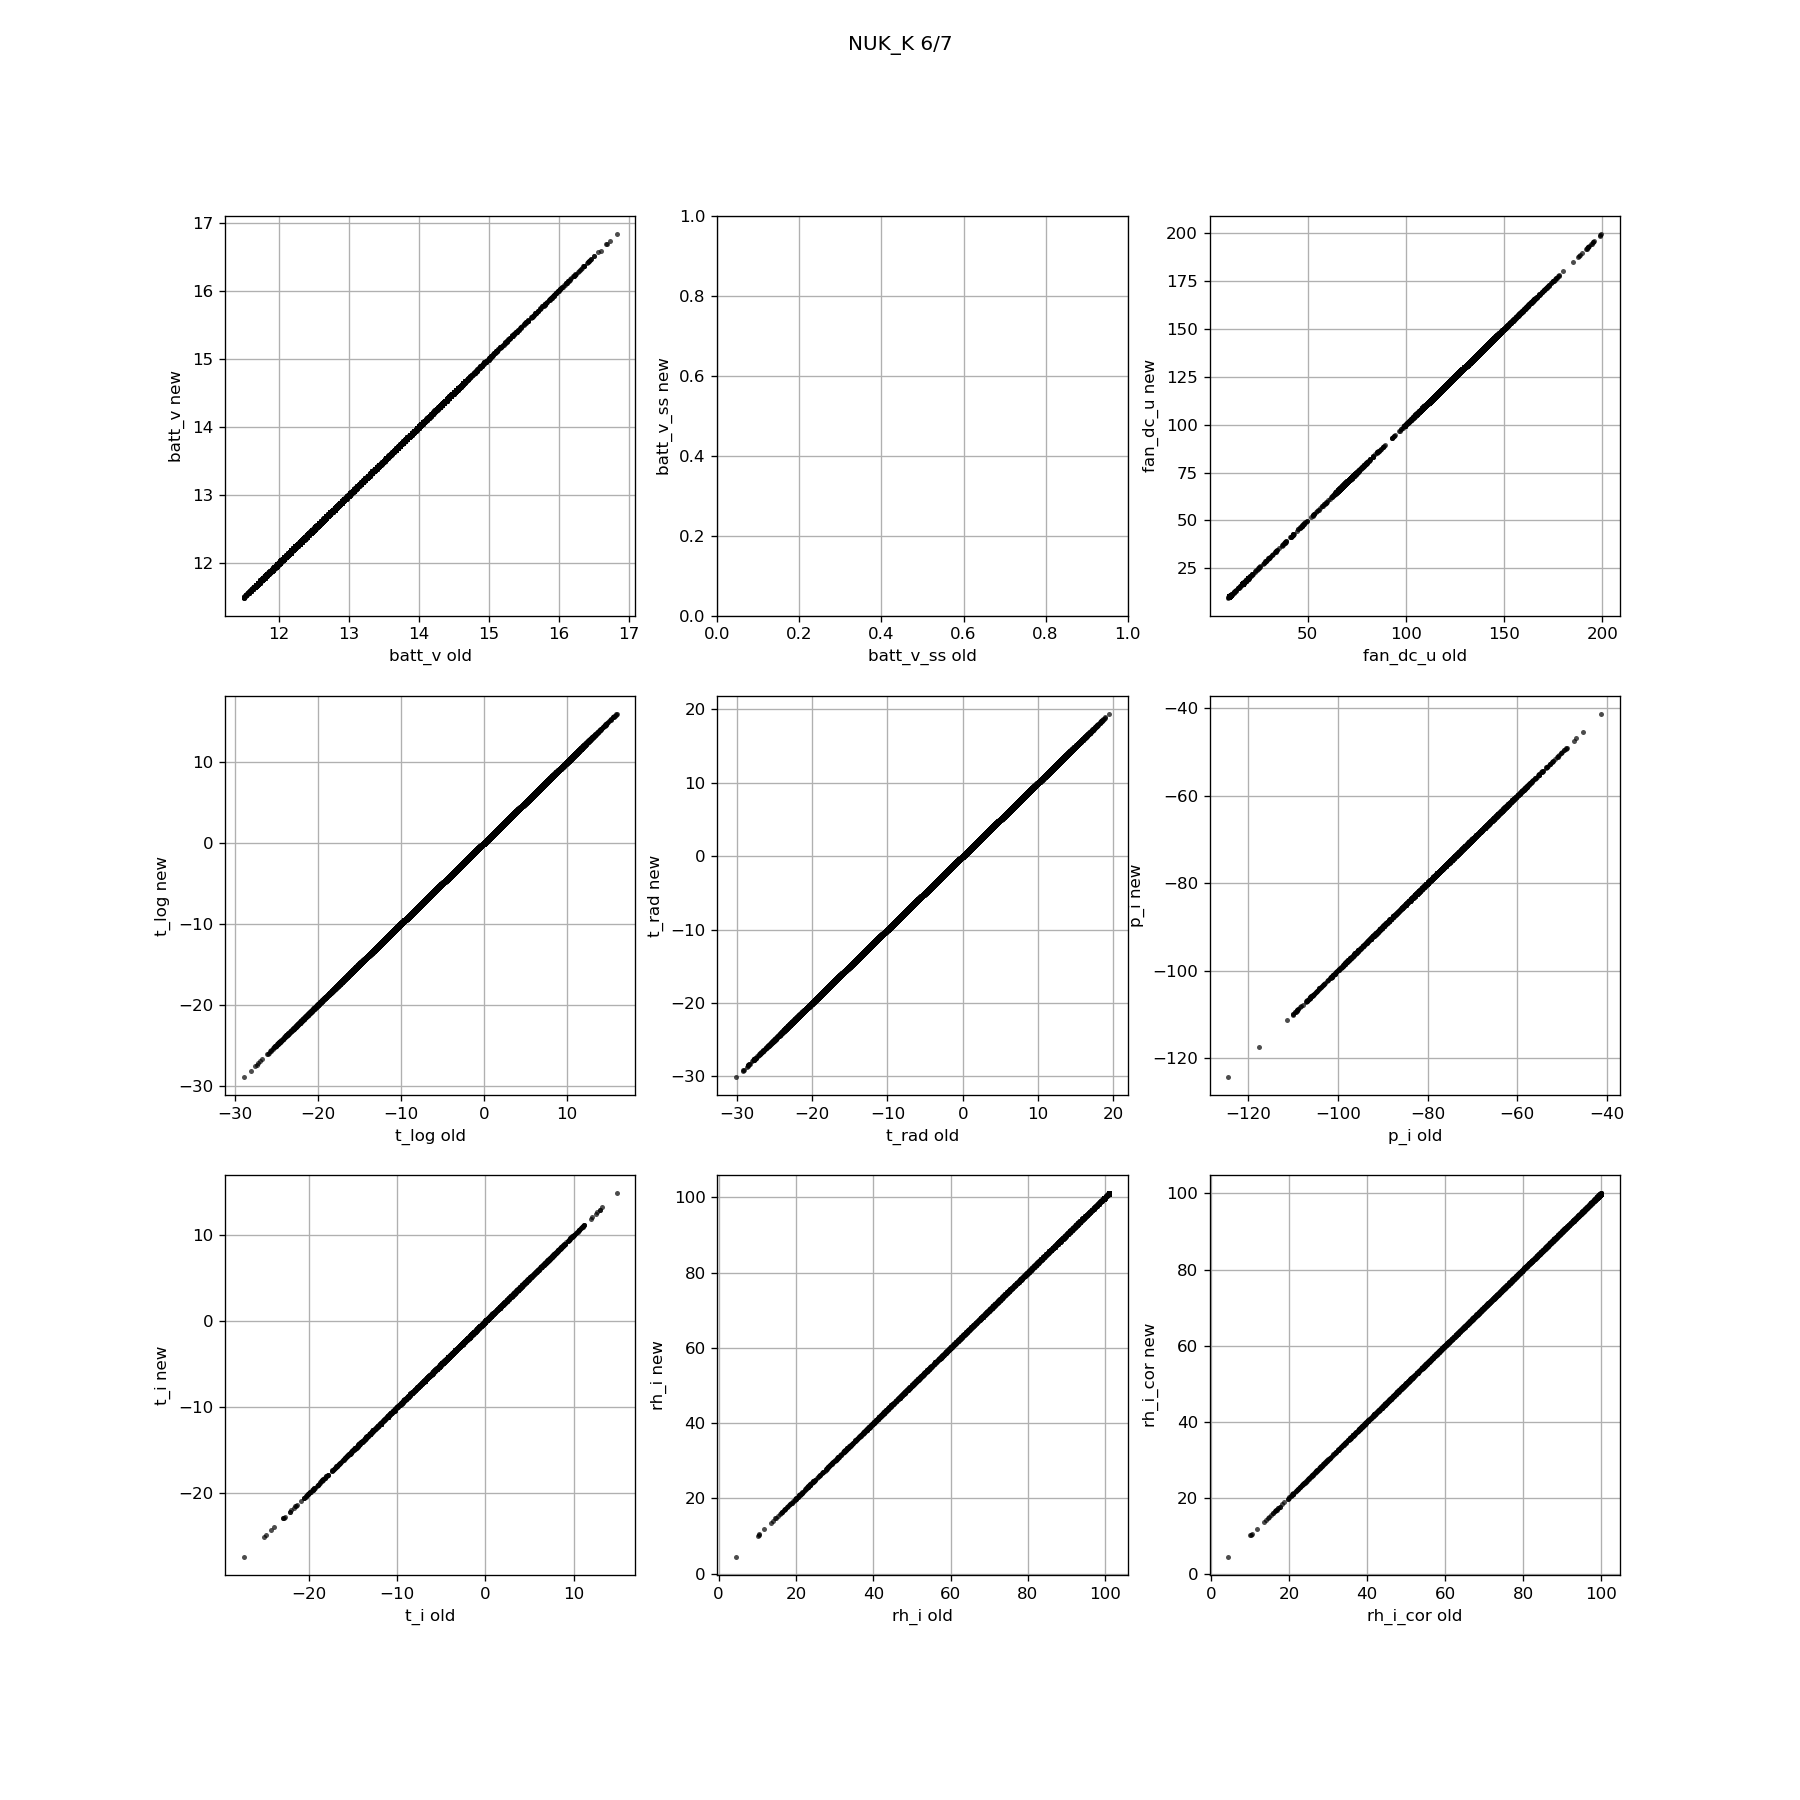 NUK_K 6/7
17
16
15
14
13
12
batt_v new
12 13 14 15 16 17
batt_v old
1.0
0.8
0.6
0.4
0.2
0.0
batt_v_ss new
0.0 0.2 0.4 0.6 0.8 1.0
batt_v_ss old
200
175
150
125
100
75
50
25
fan_dc_u new
50 100 150 200
fan_dc_u old
10
0
−10
−20
−30
t_log new
−30 −20 −10 0 10
t_log old
20
10
0
−10
−20
−30
t_rad new
−30 −20 −10 0 10 20
t_rad old
−40
−60
−80
−100
−120
p_i new
−120 −100 −80 −60 −40
p_i old
10
0
−10
−20
t_i new
−20 −10 0 10
t_i old
100
80
60
40
20
0
rh_i new
0 20 40 60 80 100
rh_i old
100
80
60
40
20
0
rh_i_cor new
0 20 40 60 80 100
rh_i_cor old